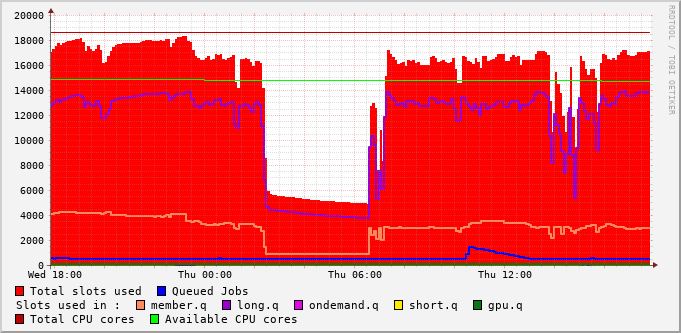 20000
18000
16000
14000
12000
10000
8000
6000
4000
2000
0
Wed 18:00 Thu 00:00 Thu 06:00 Thu 12:00
Total slots used Queued Jobs
Slots used in : member.q long.q ondemand.q short.q gpu.q
Total CPU cores Available CPU cores
RRDTOOL / TOBI OETIKER